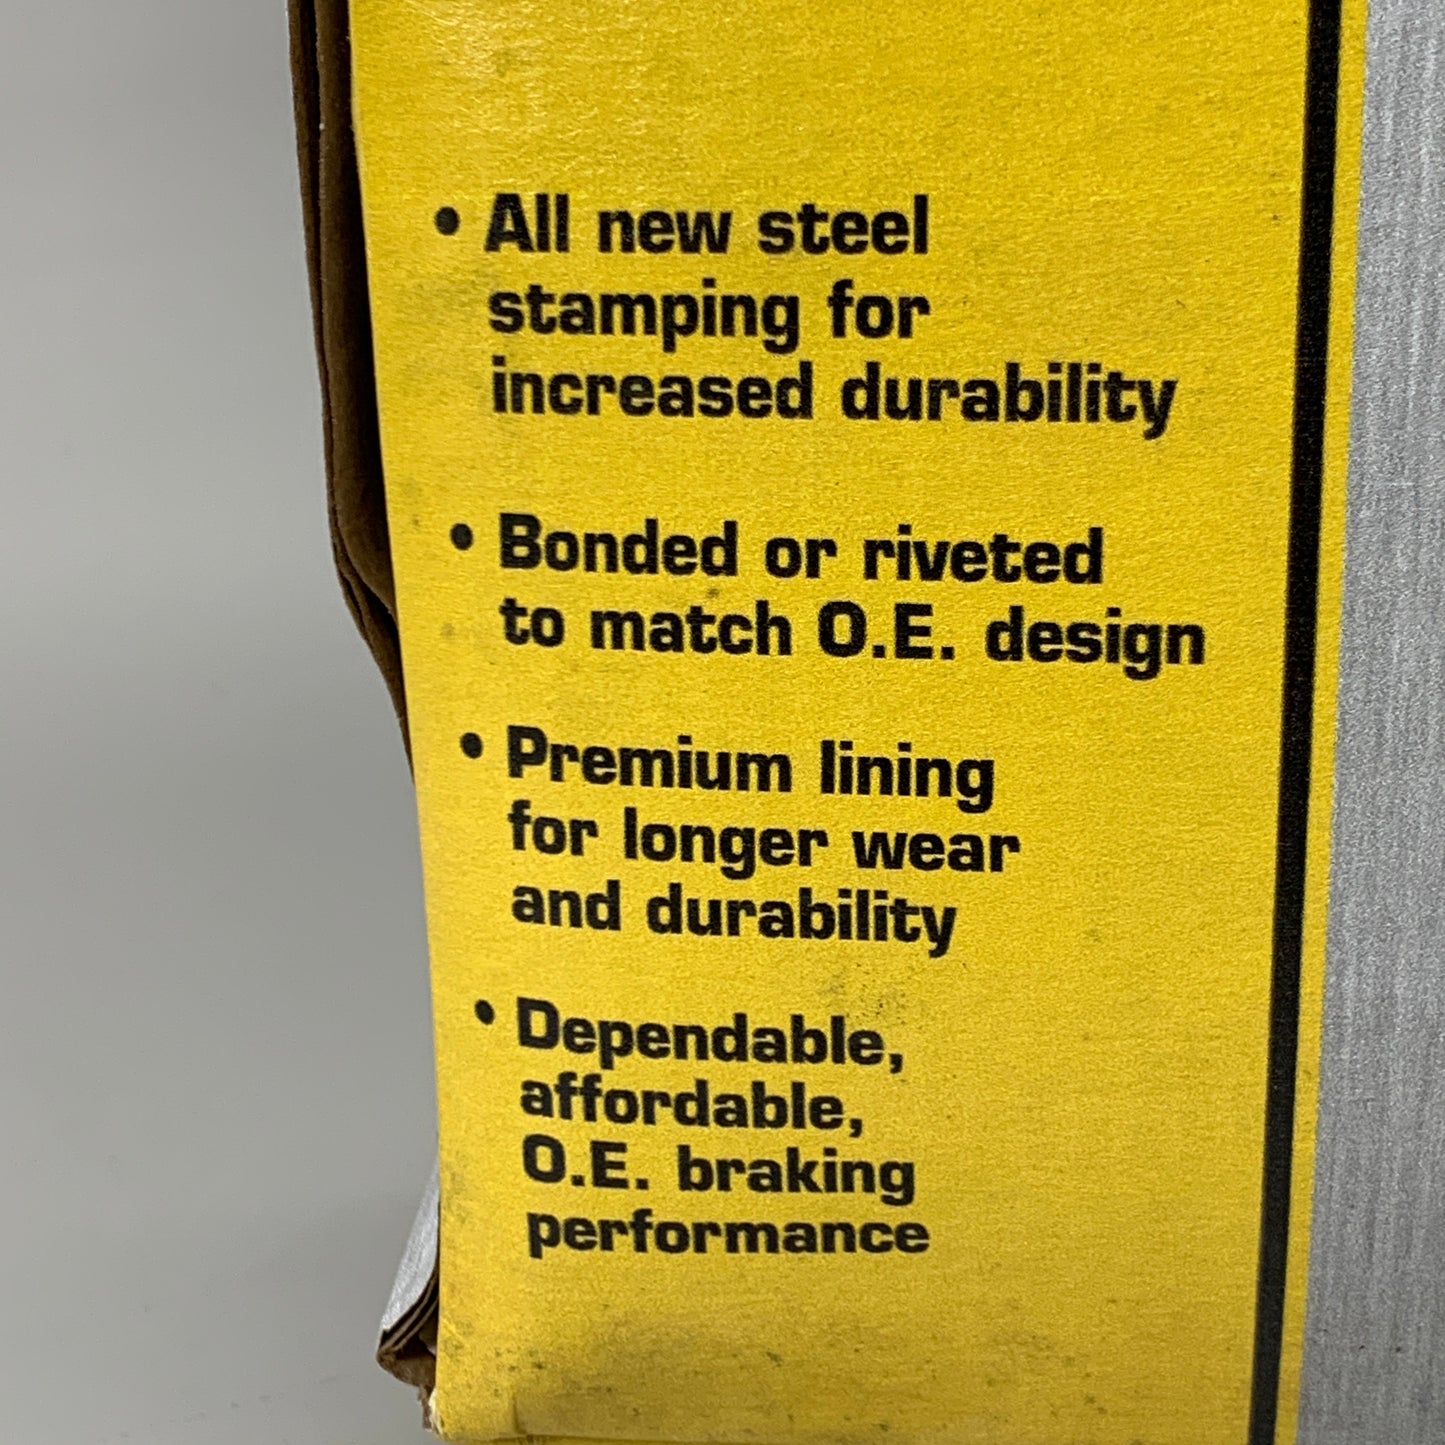 • All new steel
stamping for
increased durability
• Bonded or riveted
to match O.E. design
• Premium lining
for longer wear
and durability
• Dependable,
affordable,
O.E. braking
performance